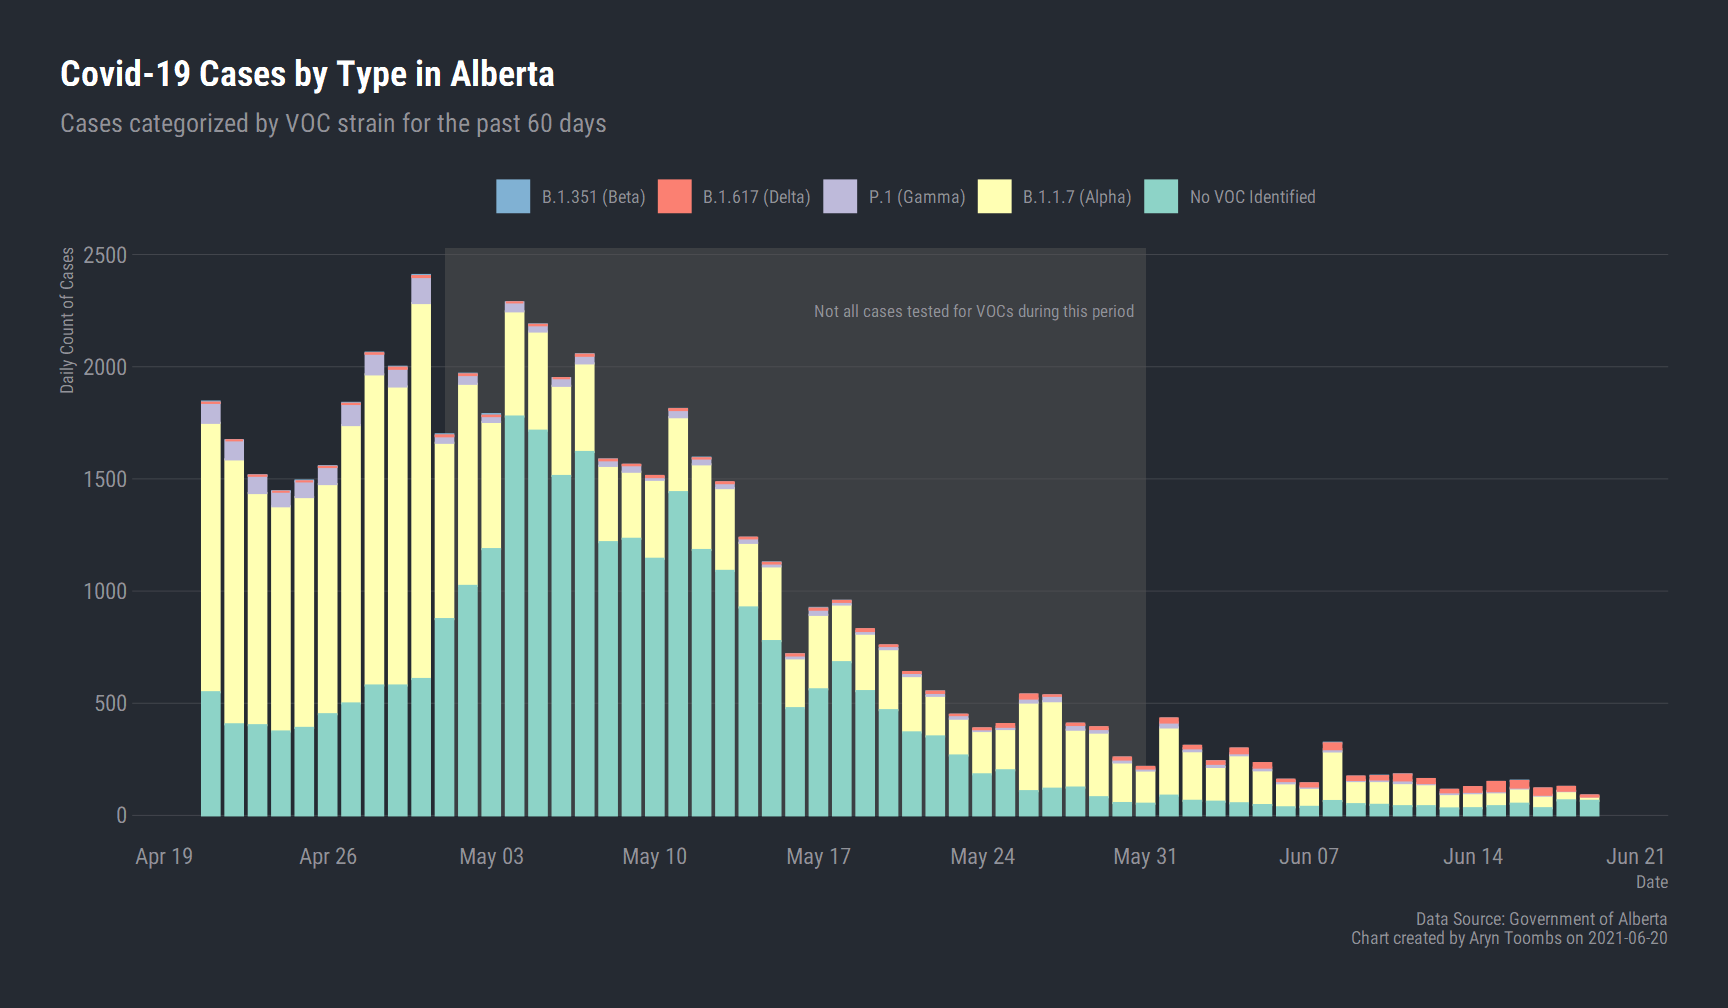 Covid-19 Cases by Type in Alberta
Cases categorized by VOC strain for the past 60 days
B.1.351 (Beta) B.1.617 (Delta) P.1 (Gamma) B.1.1.7 (Alpha) No VOC Identified
Daily Count of Cases
2500
Not all cases tested for VOCs during this period
2000
1500
1000
500
0
Apr 19 Apr 26 May 03 May 10 May 17 May 24 May 31 Jun 07 Jun 14 Jun 21
Date
Data Source: Government of Alberta
Chart created by Aryn Toombs on 2021-06-20